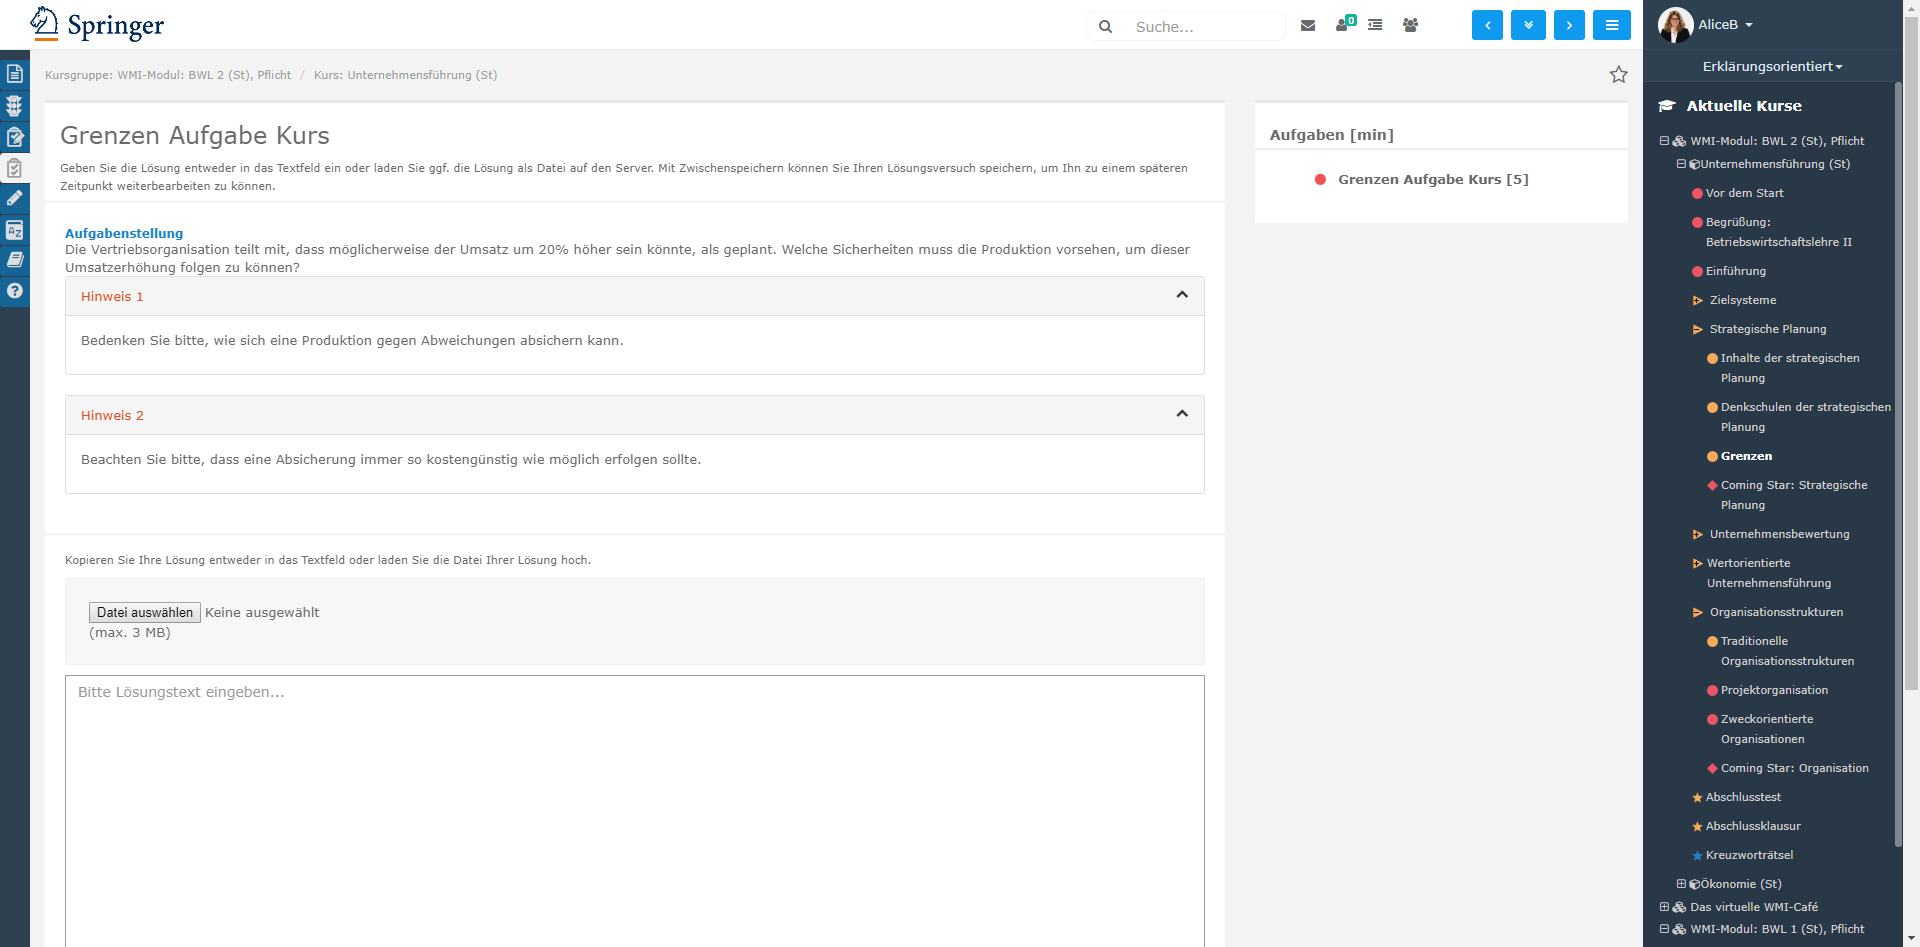 Springer
Suche...
0
AliceB
Erklärungsorientiert
Kursgruppe: WMI-Modul: BWL 2 (St), Pflicht / Kurs: Unternehmensführung (St)
Grenzen Aufgabe Kurs
Geben Sie die Lösung entweder in das Textfeld ein oder laden Sie ggf. die Lösung als Datei auf den Server. Mit Zwischenspeichern können Sie Ihren Lösungsversuch speichern, um Ihn zu einem späteren
Zeitpunkt weiterbearbeiten zu können.
Aufgabenstellung
Die Vertriebsorganisation teilt mit, dass möglicherweise der Umsatz um 20% höher sein könnte, als geplant. Welche Sicherheiten muss die Produktion vorsehen, um dieser
Umsatzerhöhung folgen zu können?
Hinweis 1
Bedenken Sie bitte, wie sich eine Produktion gegen Abweichungen absichern kann.
Hinweis 2
Beachten Sie bitte, dass eine Absicherung immer so kostengünstig wie möglich erfolgen sollte.
Kopieren Sie Ihre Lösung entweder in das Textfeld oder laden Sie die Datei Ihrer Lösung hoch.
Datei auswählen Keine ausgewählt
(max. 3 MB)
Bitte Lösungstext eingeben...
Aufgaben [min]
Grenzen Aufgabe Kurs [5]
Aktuelle Kurse
WMI-Modul: BWL 2 (St), Pflicht
Unternehmensführung (St)
Vor dem Start
Begrüßung:
Betriebswirtschaftslehre II
Einführung
Zielsysteme
Strategische Planung
Inhalte der strategischen
Planung
Denkschulen der strategischen
Planung
Grenzen
Coming Star: Strategische
Planung
Unternehmensbewertung
Wertorientierte
Unternehmensführung
Organisationsstrukturen
Traditionelle
Organisationsstrukturen
Projektorganisation
Zweckorientierte
Organisationen
Coming Star: Organisation
Abschlusstest
Abschlussklausur
Kreuzworträtsel
Ökonomie (St)
Das virtuelle WMI-Café
WMI-Modul: BWL 1 (St), Pflicht